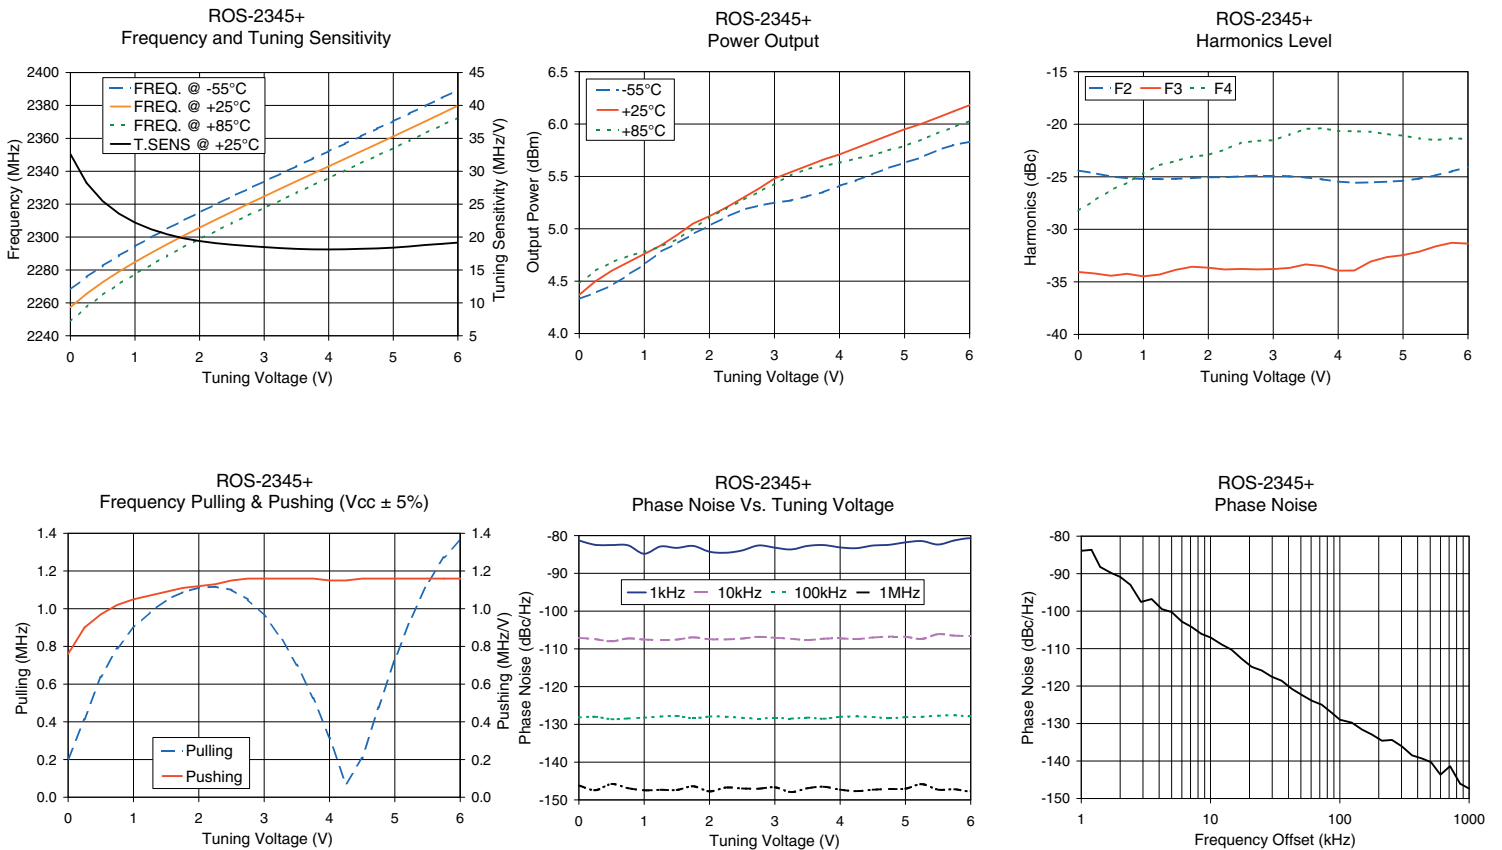 ROS-2345+
Frequency and Tuning Sensitivity
2400
2380
2360
2340
2320
2300
2280
2260
2240
Frequency (MHz)
FREQ. @ -55°C
FREQ. @ +25°C
FREQ. @ +85°C
T.SENS @ +25°C
45
40
35
30
25
20
15
10
5
Tuning Sensitivity (MHz/V)
0 1 2 3 4 5 6
Tuning Voltage (V)
ROS-2345+
Power Output
6.5
6.0
5.5
5.0
4.5
4.0
Output Power (dBm)
-55°C
+25°C
+85°C
0 1 2 3 4 5 6
Tuning Voltage (V)
ROS-2345+
Harmonics Level
-15
-20
-25
-30
-35
-40
Harmonics (dBc)
F2 F3 F4
0 1 2 3 4 5 6
Tuning Voltage (V)
ROS-2345+
Frequency Pulling & Pushing (Vcc ± 5%)
1.4
1.2
1.0
0.8
0.6
0.4
0.2
0.0
Pulling (MHz)
Pulling
Pushing
1.4
1.2
1.0
0.8
0.6
0.4
0.2
0.0
Pushing (MHz/V)
0 1 2 3 4 5 6
Tuning Voltage (V)
ROS-2345+
Phase Noise Vs. Tuning Voltage
-80
-90
-100
-110
-120
-130
-140
-150
Phase Noise (dBc/Hz)
1kHz 10kHz 100kHz 1MHz
0 1 2 3 4 5 6
Tuning Voltage (V)
ROS-2345+
Phase Noise
-80
-90
-100
-110
-120
-130
-140
-150
Phase Noise (dBc/Hz)
1 10 100 1000
Frequency Offset (kHz)